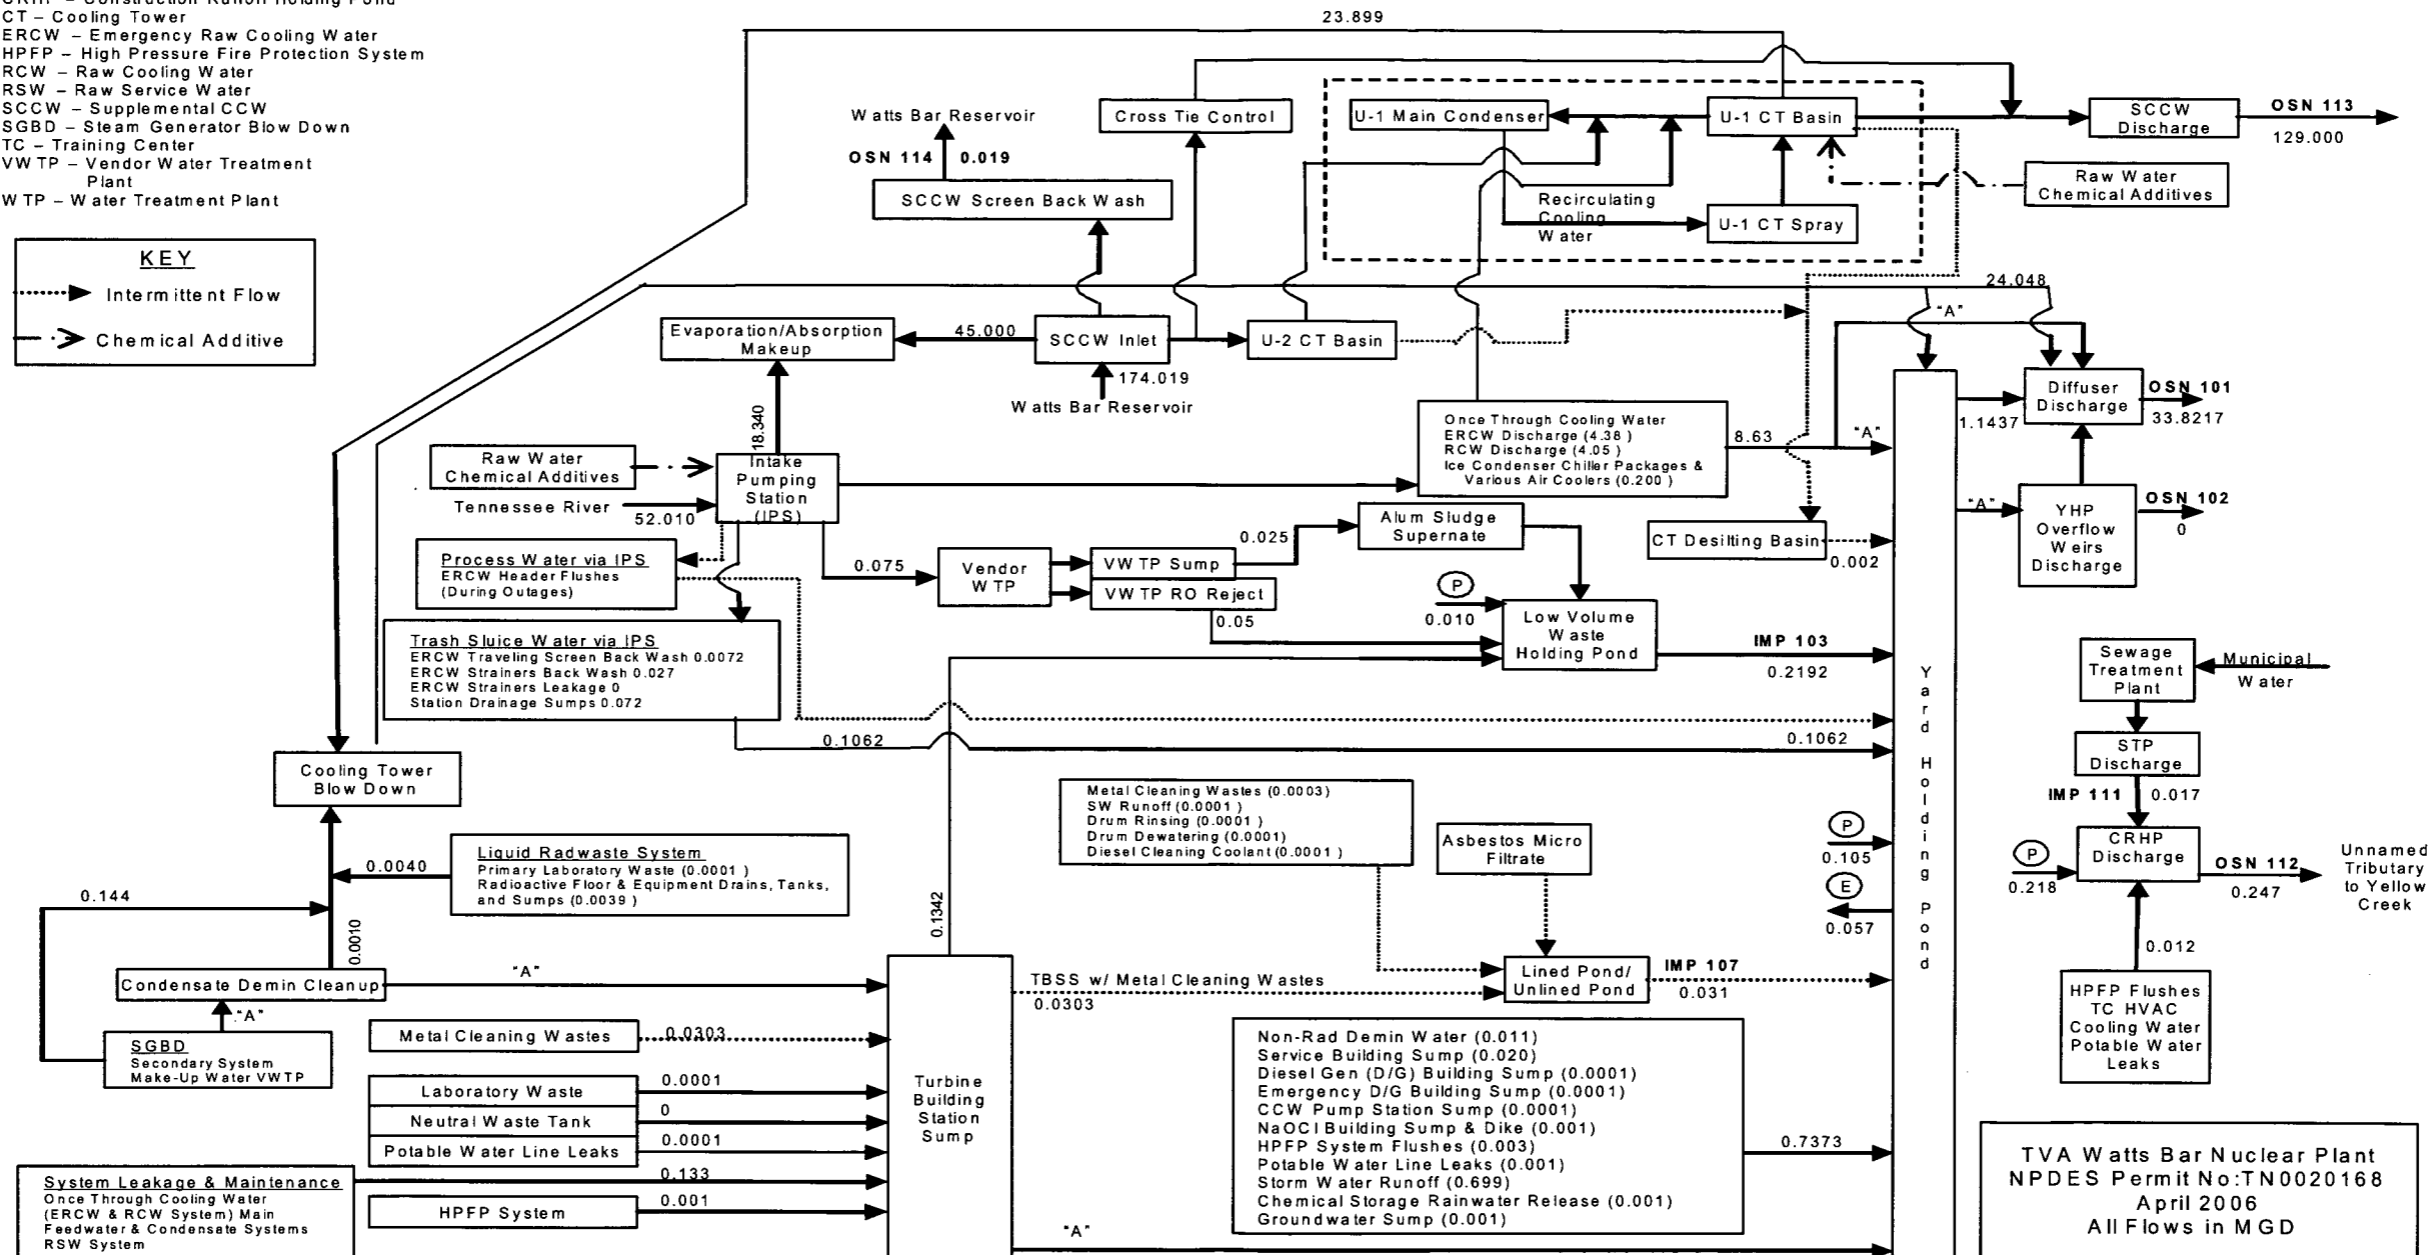 CT – Cooling Tower
ERCW – Emergency Raw Cooling Water
HPFP – High Pressure Fire Protection System
RCW – Raw Cooling Water
RSW – Raw Service Water
SCCW – Supplemental CCW
SGBD – Steam Generator Blow Down
TC – Training Center
VWTP – Vendor Water Treatment
Plant
WTP – Water Treatment Plant
KEY
Intermittent Flow
Chemical Additive
23.899
Watts Bar Reservoir
OSN 114
0.019
SCCW Screen Back Wash
Cross Tie Control
U-1 Main Condenser
U-1 CT Basin
SCCW
Discharge
OSN 113
129.000
Raw Water
Chemical Additives
Recirculating
Cooling
Water
U-1 CT Spray
24.048
"A"
Evaporation/Absorption
Makeup
45.000
SCCW Inlet
U-2 CT Basin
174.019
Watts Bar Reservoir
18.340
Raw Water
Chemical Additives
Intake
Pumping
Station
(IPS)
Tennessee River
52.010
Once Through Cooling Water
ERCW Discharge (4.38 )
RCW Discharge (4.05 )
Ice Condenser Chiller Packages &
Various Air Coolers (0.200 )
8.63
"A"
1.1437
Diffuser
Discharge
OSN 101
33.8217
"A"
YHP
Overflow
Weirs
Discharge
OSN 102
0
Process Water via IPS
ERCW Header Flushes
(During Outages)
0.075
Vendor
WTP
VWTP Sump
VWTP RO Reject
0.025
0.05
Alum Sludge
Supernate
CT Desilting Basin
0.002
P
0.010
Low Volume
Waste
Holding Pond
IMP 103
0.2192
Trash Sluice Water via IPS
ERCW Traveling Screen Back Wash 0.0072
ERCW Strainers Back Wash 0.027
ERCW Strainers Leakage 0
Station Drainage Sumps 0.072
0.1062
0.1062
Yard Holding Pond
Sewage
Treatment
Plant
Municipal
Water
STP
Discharge
IMP 111
0.017
CRHP
Discharge
P
0.218
OSN 112
0.247
Unnamed
Tributary
to Yellow
Creek
0.012
HPFP Flushes
TC HVAC
Cooling Water
Potable Water
Leaks
Cooling Tower
Blow Down
0.0040
Liquid Radwaste System
Primary Laboratory Waste (0.0001 )
Radioactive Floor & Equipment Drains, Tanks,
and Sumps (0.0039 )
0.144
0.0010
Condensate Demin Cleanup
"A"
"A"
SGBD
Secondary System
Make-Up Water VWTP
0.1342
Metal Cleaning Wastes (0.0003)
SW Runoff (0.0001 )
Drum Rinsing (0.0001 )
Drum Dewatering (0.0001)
Diesel Cleaning Coolant (0.0001 )
Asbestos Micro
Filtrate
P
0.105
E
0.057
TBSS w/ Metal Cleaning Wastes
0.0303
Lined Pond/
Unlined Pond
IMP 107
0.031
Metal Cleaning Wastes
0.0303
Laboratory Waste
0.0001
Neutral Waste Tank
0
Potable Water Line Leaks
0.0001
0.133
HPFP System
0.001
System Leakage & Maintenance
Once Through Cooling Water
(ERCW & RCW System) Main
Feedwater & Condensate Systems
RSW System
Turbine
Building
Station
Sump
Non-Rad Demin Water (0.011)
Service Building Sump (0.020)
Diesel Gen (D/G) Building Sump (0.0001)
Emergency D/G Building Sump (0.0001)
CCW Pump Station Sump (0.0001)
NaOCl Building Sump & Dike (0.001)
HPFP System Flushes (0.003)
Potable Water Line Leaks (0.001)
Storm Water Runoff (0.699)
Chemical Storage Rainwater Release (0.001)
Groundwater Sump (0.001)
0.7373
"A"
TVA Watts Bar Nuclear Plant
NPDES Permit No:TN0020168
April 2006
All Flows in MGD